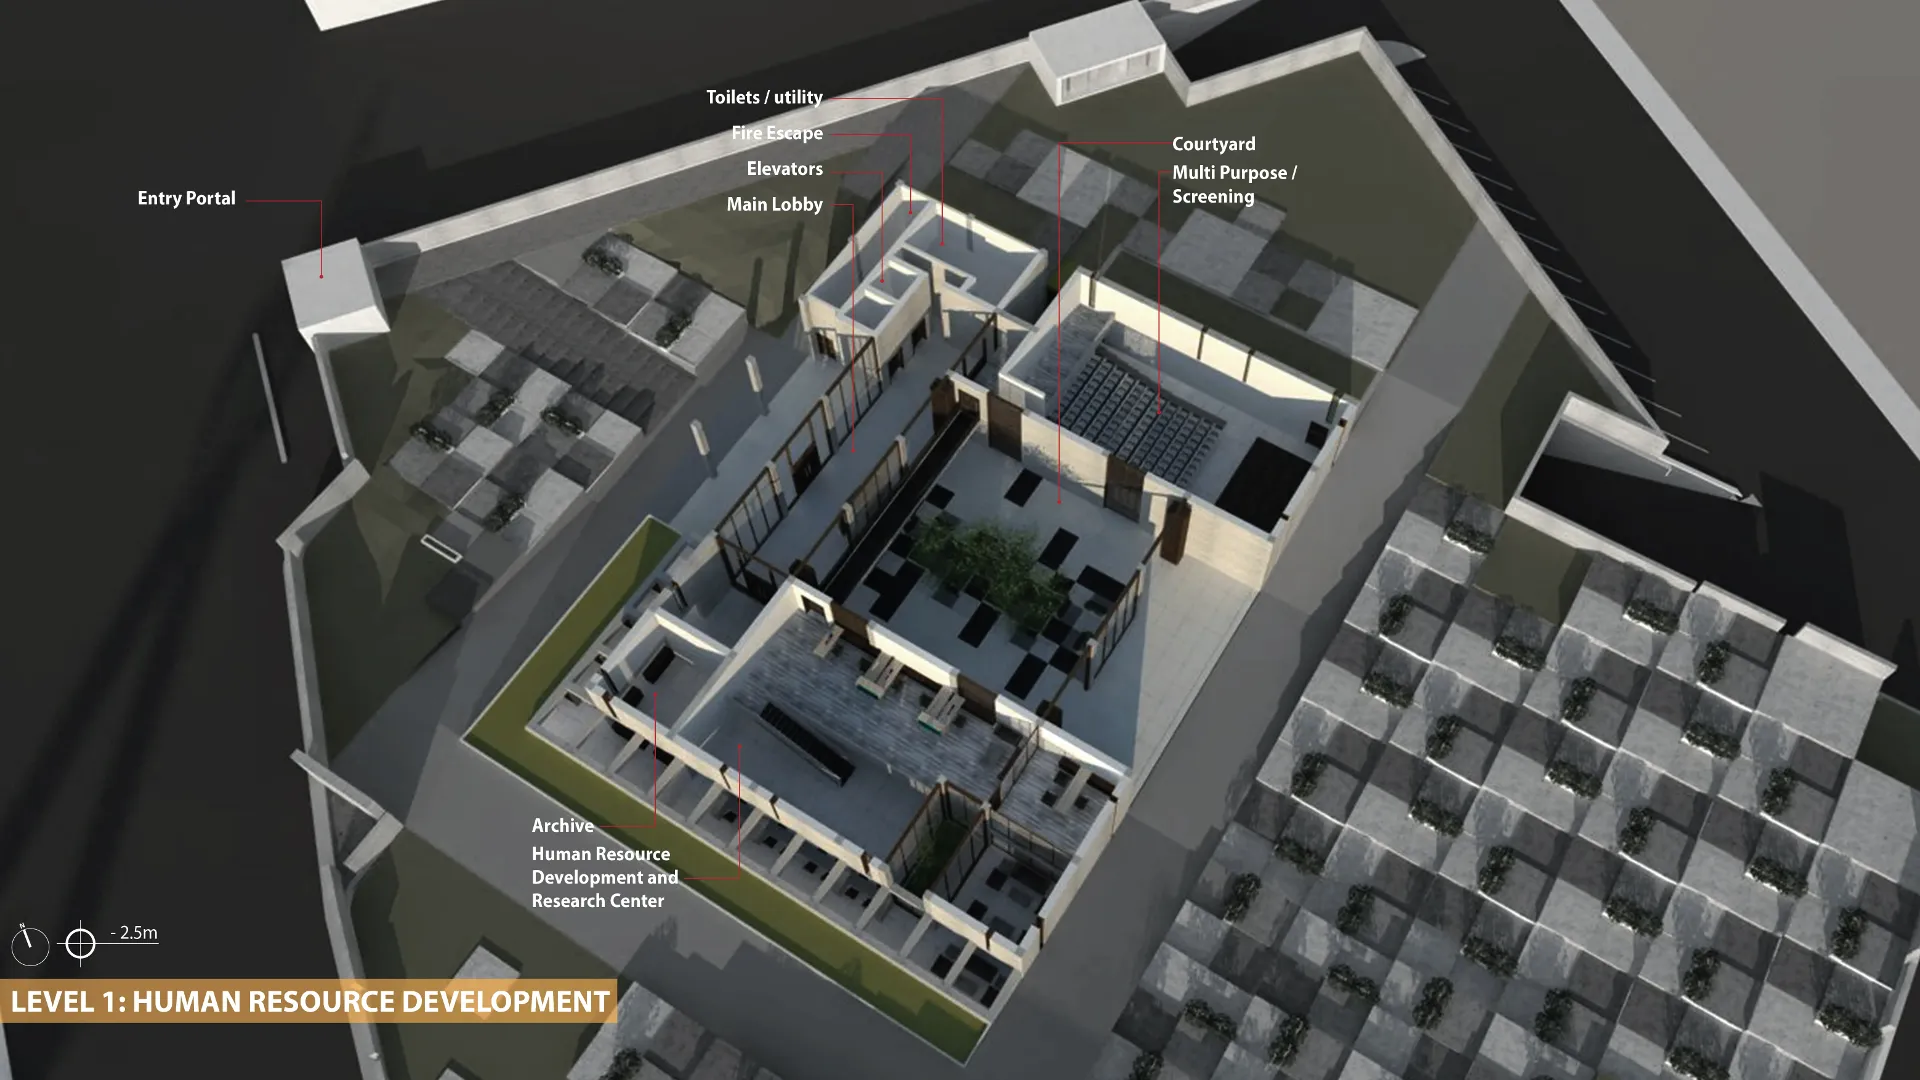 Toilets / utility
Fire Escape
Elevators
Main Lobby
Entry Portal
Courtyard
Multi Purpose /
Screening
Archive
Human Resource
Development and
Research Center
N
- 2.5m
LEVEL 1: HUMAN RESOURCE DEVELOPMENT